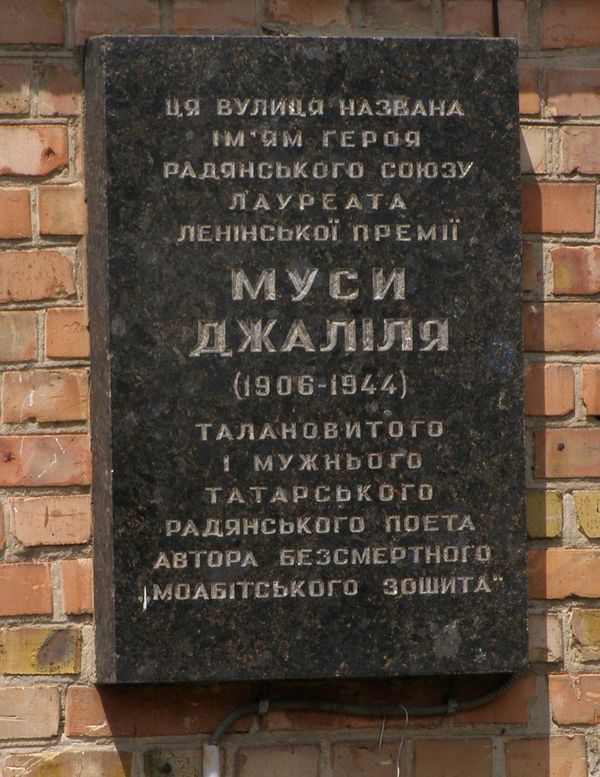 ЦЯ ВУЛИЦЯ НАЗВАНА
ІМ'ЯМ ГЕРОЯ
РАДЯНСЬКОГО СОЮЗУ
ЛАУРЕАТА
ЛЕНІНСЬКОЇ ПРЕМІЇ
МУСИ
ДЖАЛІЛЯ
(1906-1944)
ТАЛАНОВИТОГО
І МУЖНЬОГО
ТАТАРСЬКОГО
РАДЯНСЬКОГО ПОЕТА
АВТОРА БЕЗСМЕРТНОГО
„МОАБІТСЬКОГО ЗОШИТА"